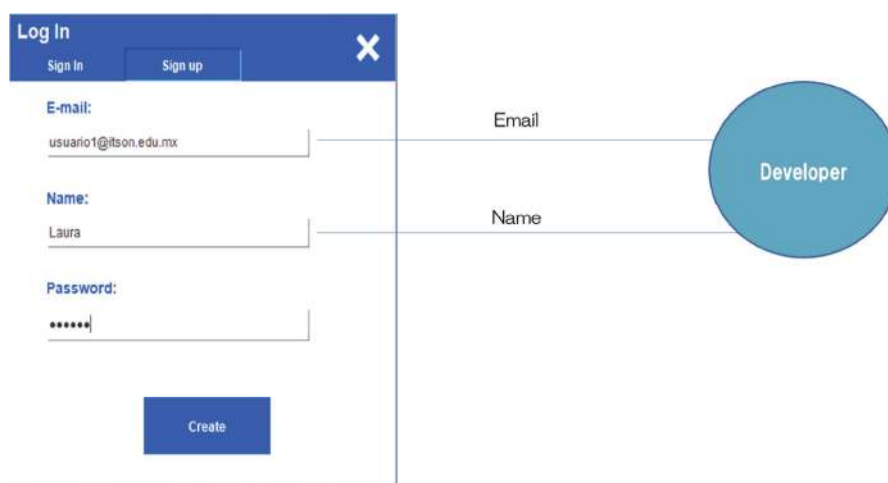 Log In
Sign In
Sign up
E-mail:
usuario1@itson.edu.mx
Email
Developer
Name:
Laura
Name
Password:
••••••
Create